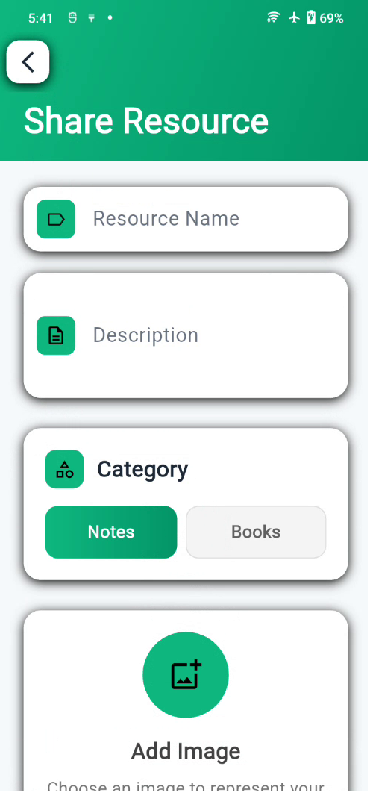 5:41
69%
Share Resource
Resource Name
Description
Category
Notes
Books
Add Image
Choose an image to represent your